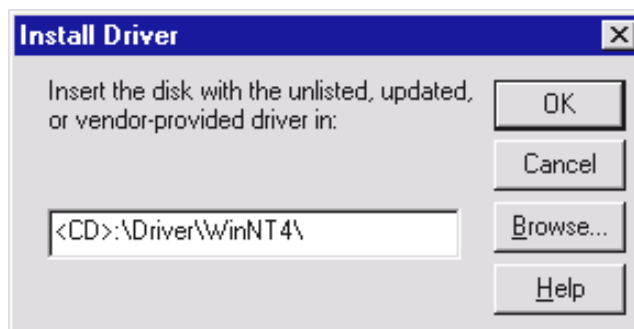 Install Driver
Insert the disk with the unlisted, updated,
or vendor-provided driver in:
OK
Cancel
<CD>:\Driver\WinNT4\
Browse...
Help